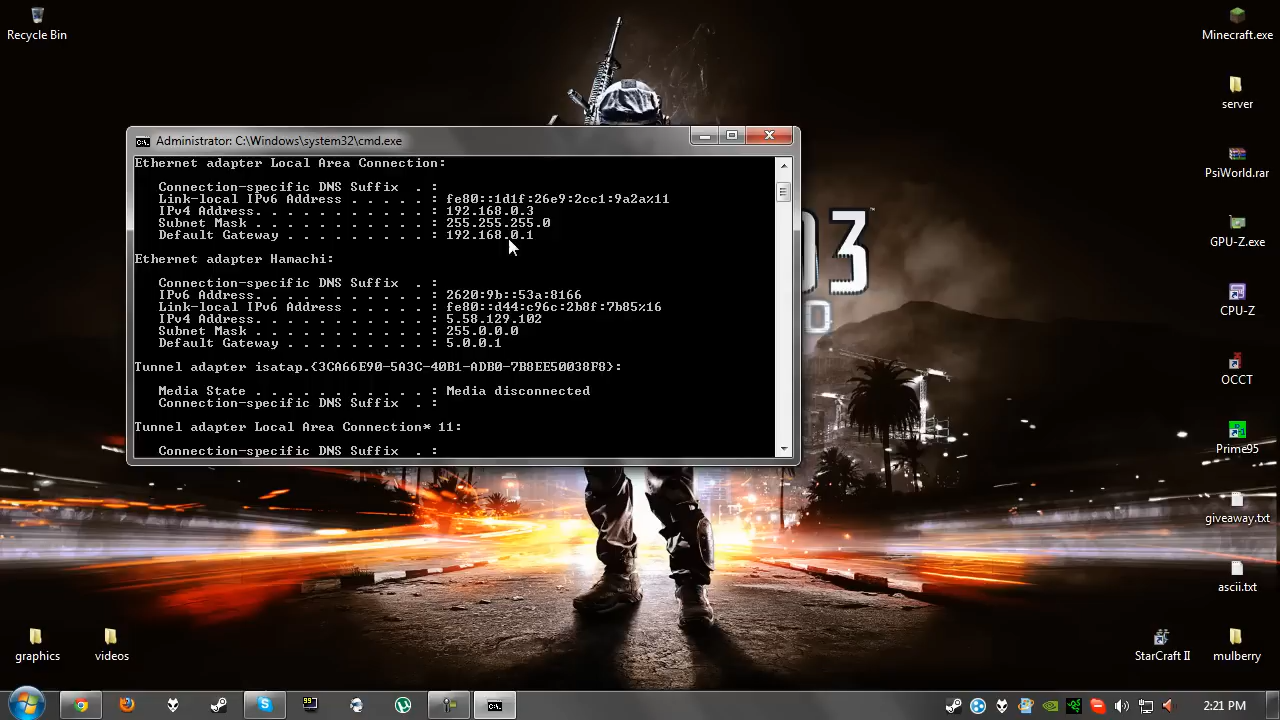 Recycle Bin
Minecraft.exe
server
PsiWorld.rar
GPU-Z.exe
CPU-Z
OCCT
Prime95
giveaway.txt
ascii.txt
StarCraft II
mulberry
graphics
videos
Administrator: C:\Windows\system32\cmd.exe
Ethernet adapter Local Area Connection:
Connection-specific DNS Suffix  . :
Link-local IPv6 Address . . . . . : fe80::1d1f:26e9:2cc1:9a2a%11
IPv4 Address. . . . . . . . . . . : 192.168.0.3
Subnet Mask . . . . . . . . . . . : 255.255.255.0
Default Gateway . . . . . . . . . : 192.168.0.1
Ethernet adapter Hamachi:
Connection-specific DNS Suffix  . :
IPv6 Address. . . . . . . . . . . : 2620:9b::53a:8166
Link-local IPv6 Address . . . . . : fe80::d44:c96c:2b8f:7b85%16
IPv4 Address. . . . . . . . . . . : 5.58.129.102
Subnet Mask . . . . . . . . . . . : 255.0.0.0
Default Gateway . . . . . . . . . : 5.0.0.1
Tunnel adapter isatap.{3CA66E90-5A3C-40B1-ADB0-7B8EE50038F8}:
Media State . . . . . . . . . . . : Media disconnected
Connection-specific DNS Suffix  . :
Tunnel adapter Local Area Connection* 11:
Connection-specific DNS Suffix  . :
03
2:21 PM